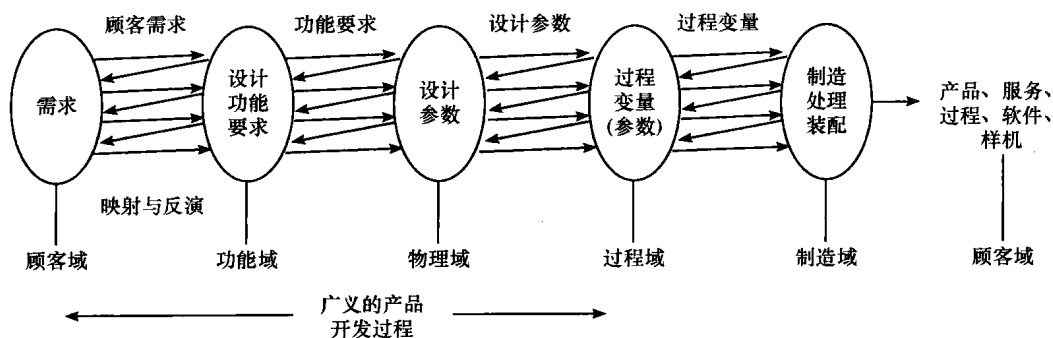 顾客需求
功能要求
设计参数
过程变量
需求
设计
功能
要求
设计
参数
过程
变量
(参数)
制造
处理
装配
产品、服务、
过程、软件、
样机
映射与反演
顾客域
功能域
物理域
过程域
制造域
顾客域
广义的产品
开发过程